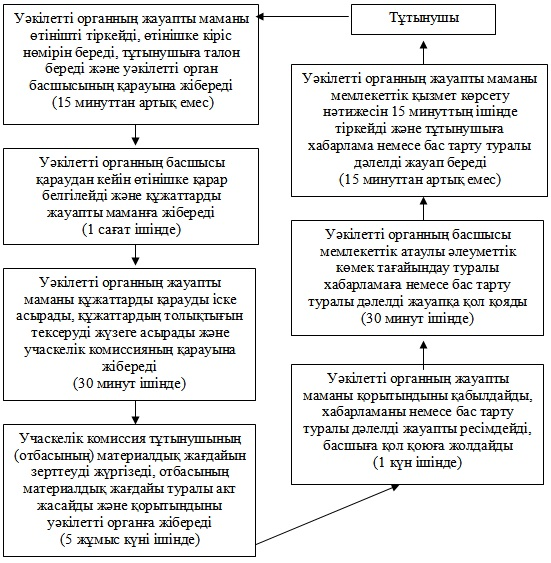 Тұтынушы
Уәкілетті органның жауапты маманы
өтінішті тіркейді, өтінішке кіріс
нөмірін береді, тұтынушыға талон
береді және уәкілетті орган
басшысының қарауына жібереді
(15 минуттан артық емес)
Уәкілетті органның басшысы
қараудан кейін өтінішке қарар
белгілейді және құжаттарды
жауапты маманға жібереді
(1 сағат ішінде)
Уәкілетті органның жауапты
маманы құжаттарды қарауды іске
асырады, құжаттардың толықтығын
тексеруді жүзеге асырады және
учаскелік комиссияның қарауына
жібереді
(30 минут ішінде)
Учаскелік комиссия тұтынушының
(отбасының) материалдық жағдайын
зерттеуді жүргізеді, отбасының
материалдық жағдайы туралы акт
жасайды және қорытындыны
уәкілетті органға жібереді
(5 жұмыс күні ішінде)
Уәкілетті органның жауапты
маманы қорытындыны қабылдайды,
хабарламаны немесе бас тарту
туралы дәлелді жауапты ресімдейді,
басшыға қол қоюға жолдайды
(1 күн ішінде)
Уәкілетті органның басшысы
мемлекеттік атаулы әлеуметтік
көмек тағайындау туралы
хабарламаға немесе бас тарту
туралы дәлелді жауапқа қол қояды
(30 минут ішінде)
Уәкілетті органның жауапты маманы
мемлекеттік қызмет көрсету
нәтижесін 15 минуттың ішінде
тіркейді және тұтынушыға
хабарлама немесе бас тарту туралы
дәлелді жауап береді
(15 минуттан артық емес)